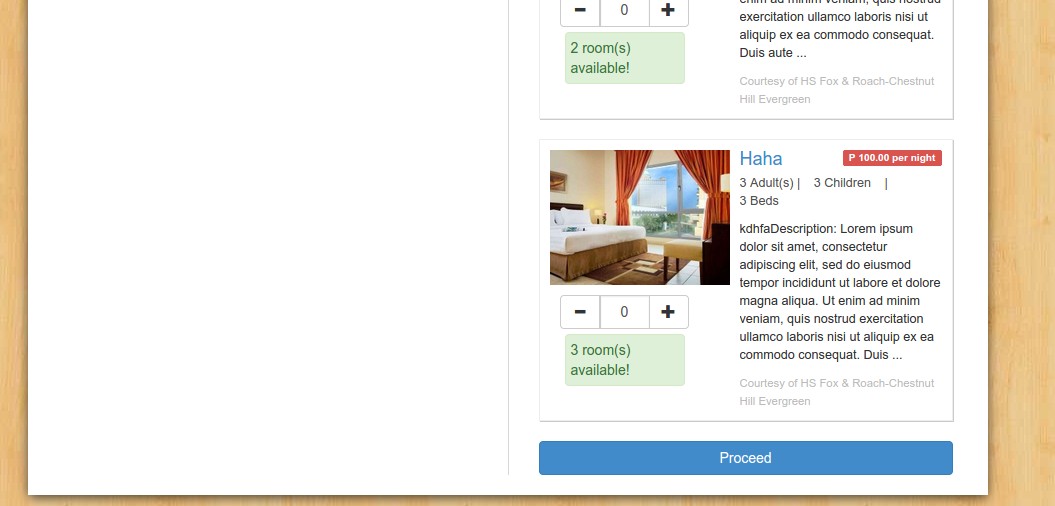 enim ad minim veniam, quis nostrud
exercitation ullamco laboris nisi ut
aliquip ex ea commodo consequat.
Duis aute ...
0
2 room(s)
available!
Courtesy of HS Fox & Roach-Chestnut
Hill Evergreen
Haha
P 100.00 per night
3 Adult(s) | 3 Children |
3 Beds
kdhfaDescription: Lorem ipsum
dolor sit amet, consectetur
adipiscing elit, sed do eiusmod
tempor incididunt ut labore et dolore
magna aliqua. Ut enim ad minim
veniam, quis nostrud exercitation
ullamco laboris nisi ut aliquip ex ea
commodo consequat. Duis ...
0
3 room(s)
available!
Courtesy of HS Fox & Roach-Chestnut
Hill Evergreen
Proceed